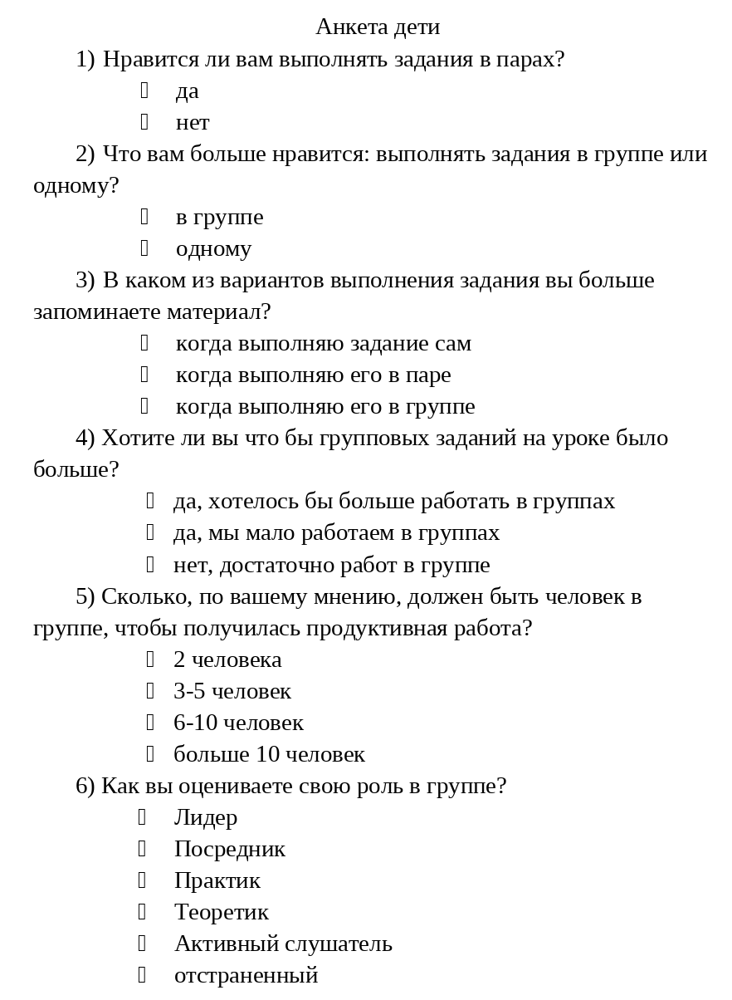 Анкета дети
1) Нравится ли вам выполнять задания в парах?
да
нет
2) Что вам больше нравится: выполнять задания в группе или
одному?
в группе
одному
3) В каком из вариантов выполнения задания вы больше
запоминаете материал?
когда выполняю задание сам
когда выполняю его в паре
когда выполняю его в группе
4) Хотите ли вы что бы групповых заданий на уроке было
больше?
да, хотелось бы больше работать в группах
да, мы мало работаем в группах
нет, достаточно работ в группе
5) Сколько, по вашему мнению, должен быть человек в
группе, чтобы получилась продуктивная работа?
2 человека
3-5 человек
6-10 человек
больше 10 человек
6) Как вы оцениваете свою роль в группе?
Лидер
Посредник
Практик
Теоретик
Активный слушатель
отстраненный